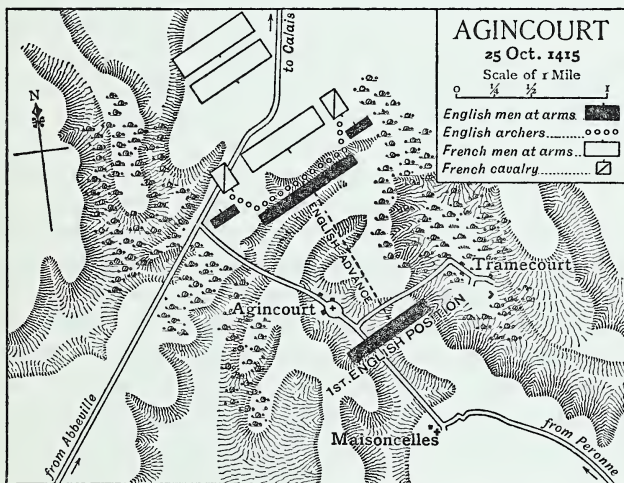 AGINCOURT
25 Oct. 1415
Scale of 1 Mile
0 ¼ ½ 1
English men at arms
English archers
French men at arms
French cavalry
to Calais
N
ENGLISH ADVANCE
Tramecourt
Agincourt
1ST. ENGLISH POSITION
Maisoncelles
from Abbeville
from Peronne